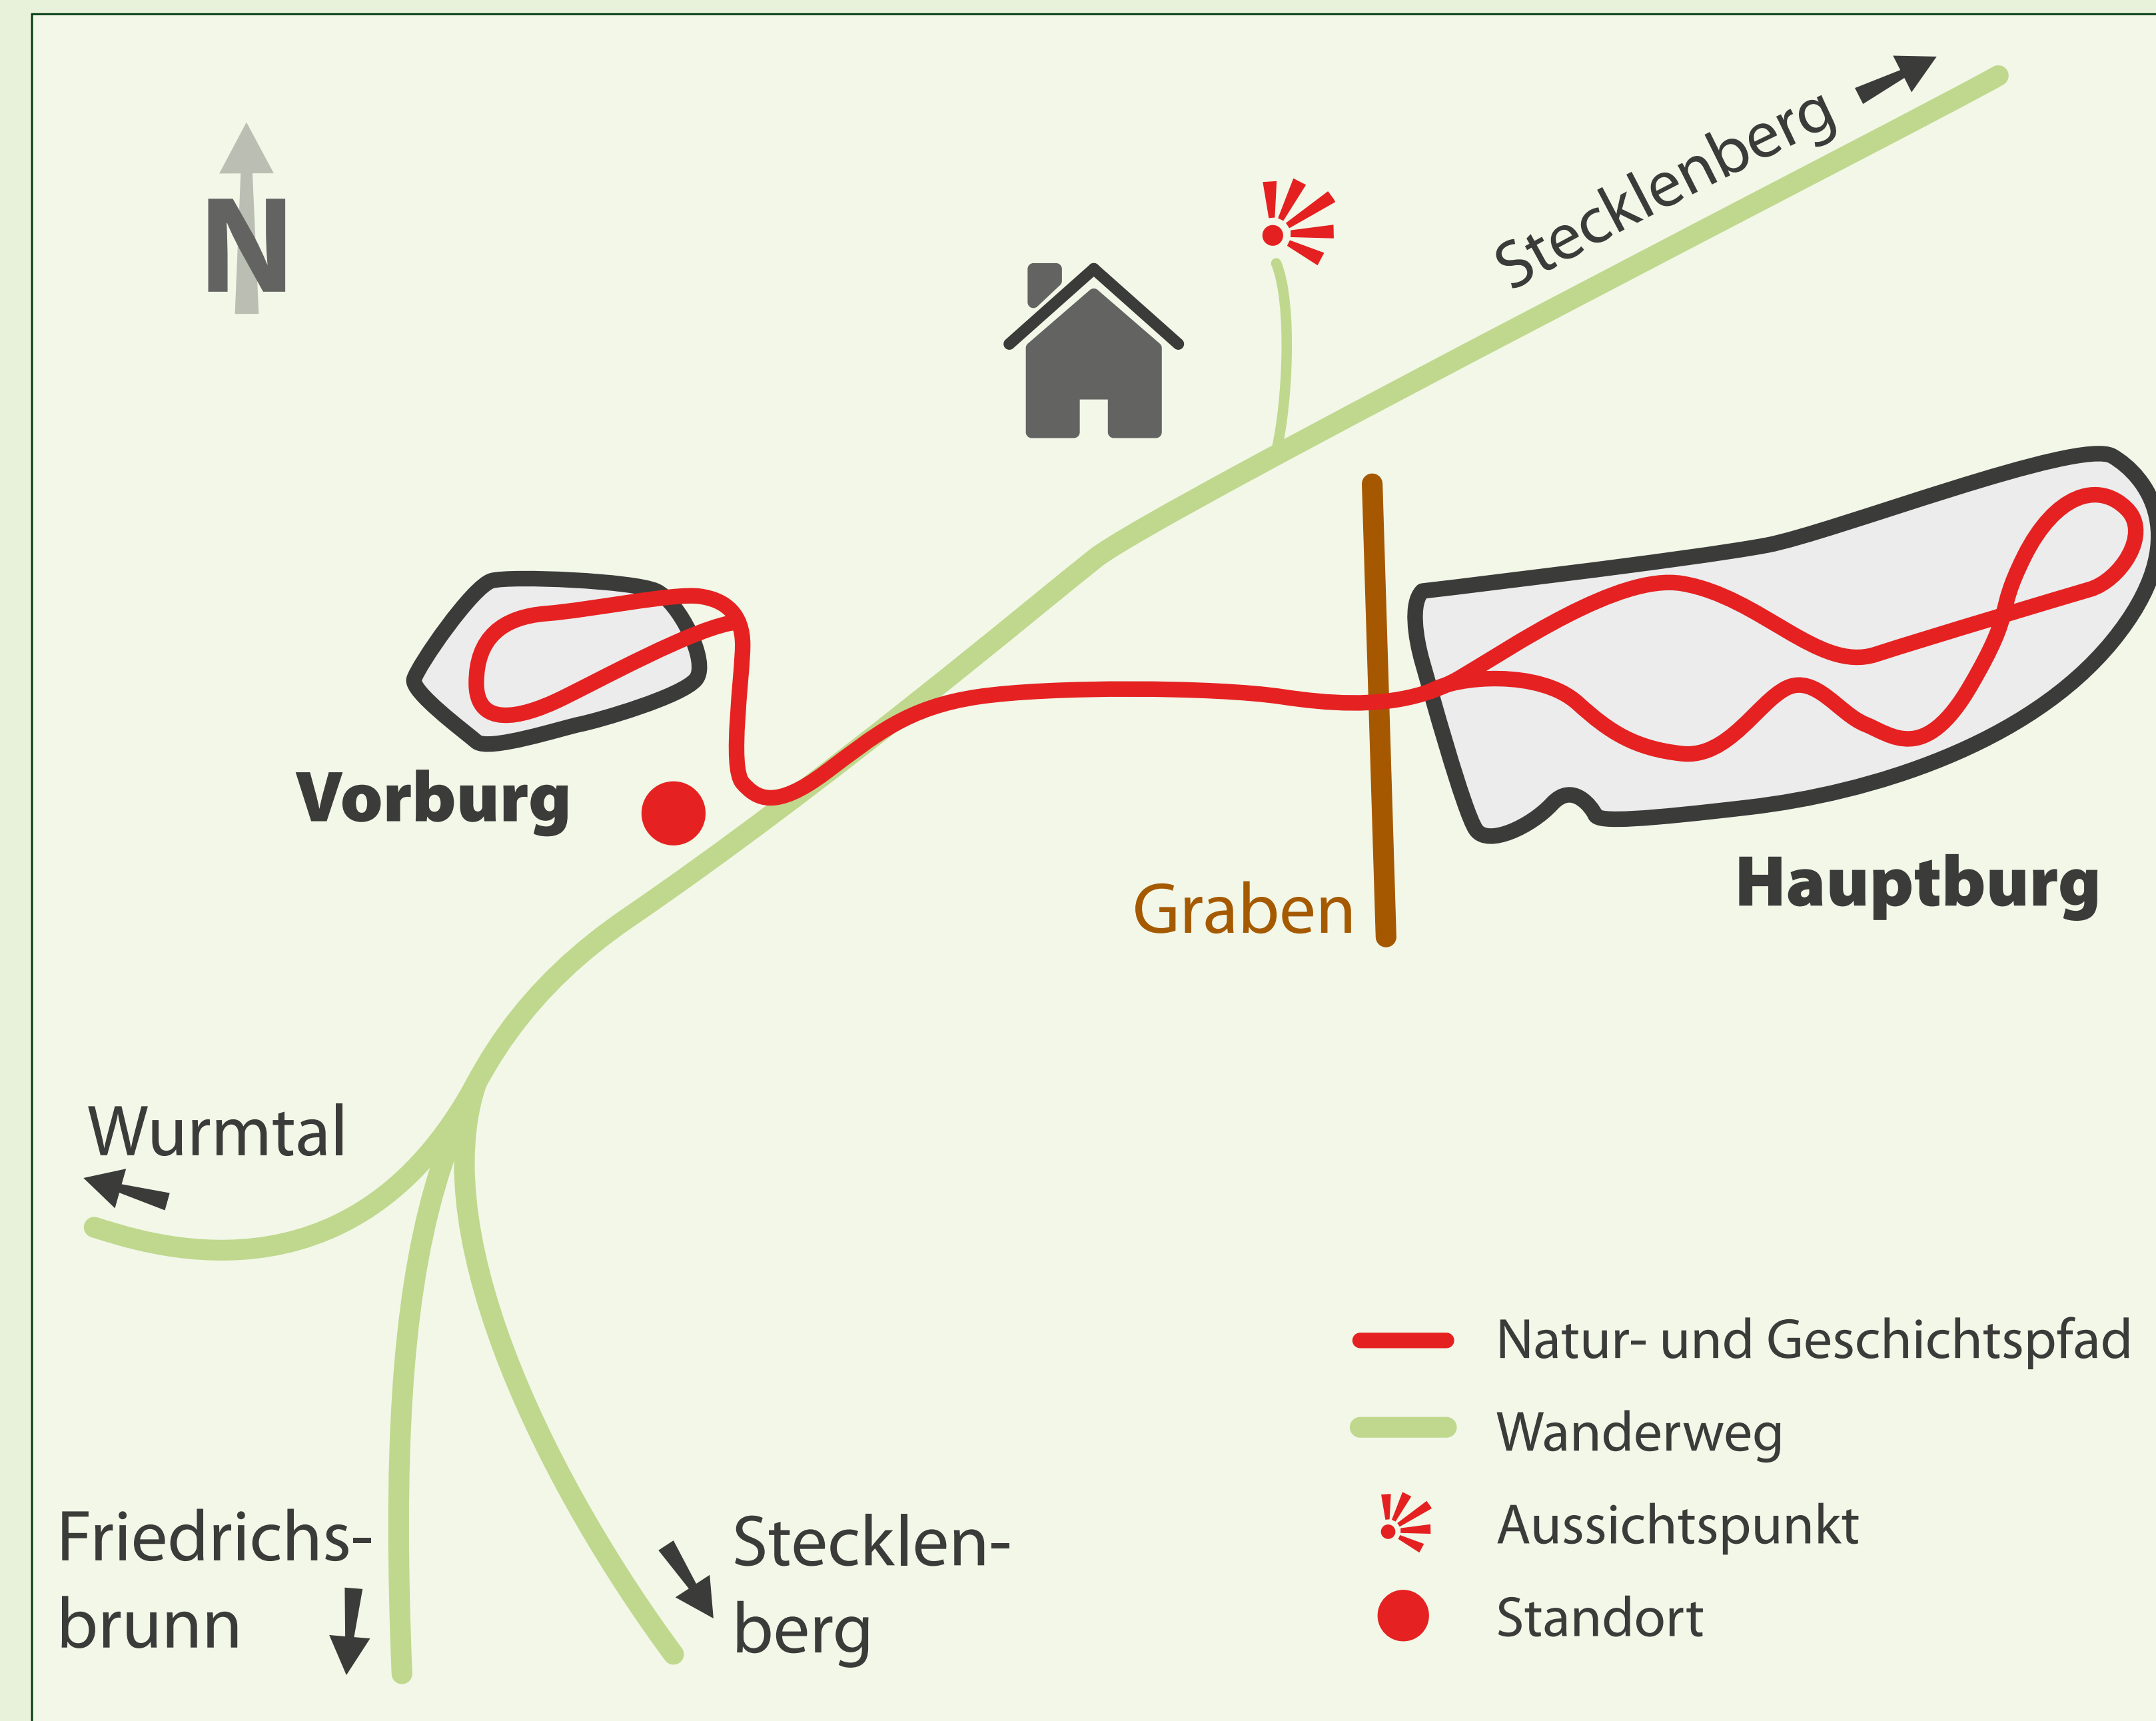 N
Stecklenberg
Vorburg
Graben
Hauptburg
Wurmtal
Friedrichs-
brunn
Stecklen-
berg
Natur- und Geschichtspfad
Wanderweg
Aussichtspunkt
Standort